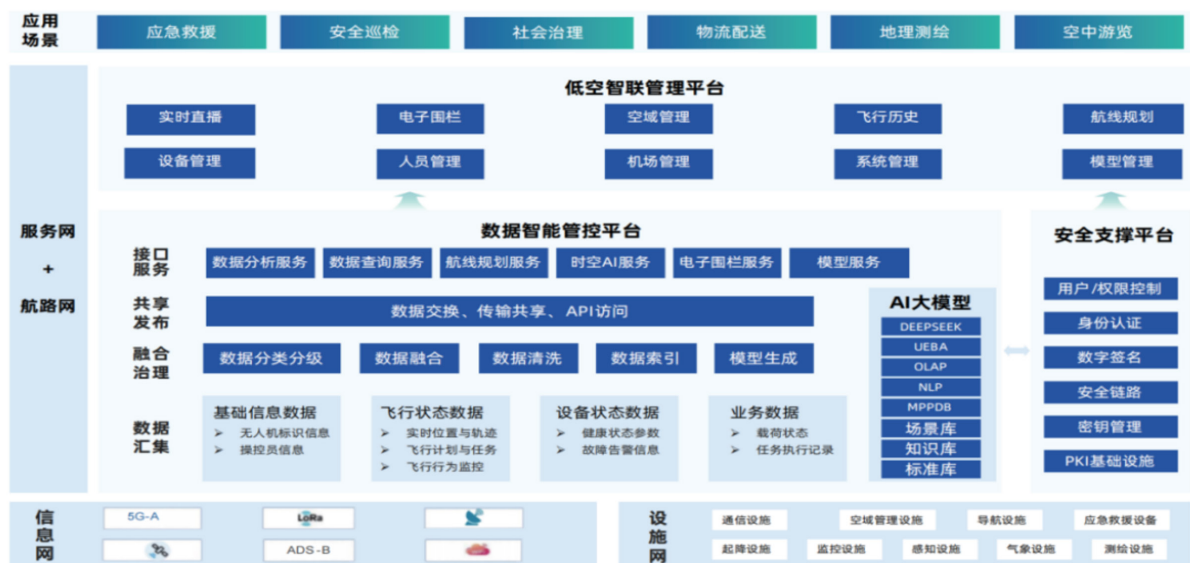 应用
场景
应急救援
安全巡检
社会治理
物流配送
地理测绘
空中游览
服务网
+
航路网
低空智联管理平台
实时直播
电子围栏
空域管理
飞行历史
航线规划
设备管理
人员管理
机场管理
系统管理
模型管理
数据智能管控平台
接口
服务
数据分析服务
数据查询服务
航线规划服务
时空AI服务
电子围栏服务
模型服务
共享
发布
数据交换、传输共享、API访问
融合
治理
数据分类分级
数据融合
数据清洗
数据索引
模型生成
数据
汇集
基础信息数据
➢ 无人机标识信息
➢ 操控员信息
飞行状态数据
➢ 实时位置与轨迹
➢ 飞行计划与任务
➢ 飞行行为监控
设备状态数据
➢ 健康状态参数
➢ 故障告警信息
业务数据
➢ 载荷状态
➢ 任务执行记录
AI大模型
DEEPSEEK
UEBA
OLAP
NLP
MPPDB
场景库
知识库
标准库
安全支撑平台
用户/权限控制
身份认证
数字签名
安全链路
密钥管理
PKI基础设施
信
息
网
5G-A
LoRa
ADS-B
设
施
网
通信设施
空域管理设施
导航设施
应急救援设备
起降设施
监控设施
感知设施
气象设施
测绘设施